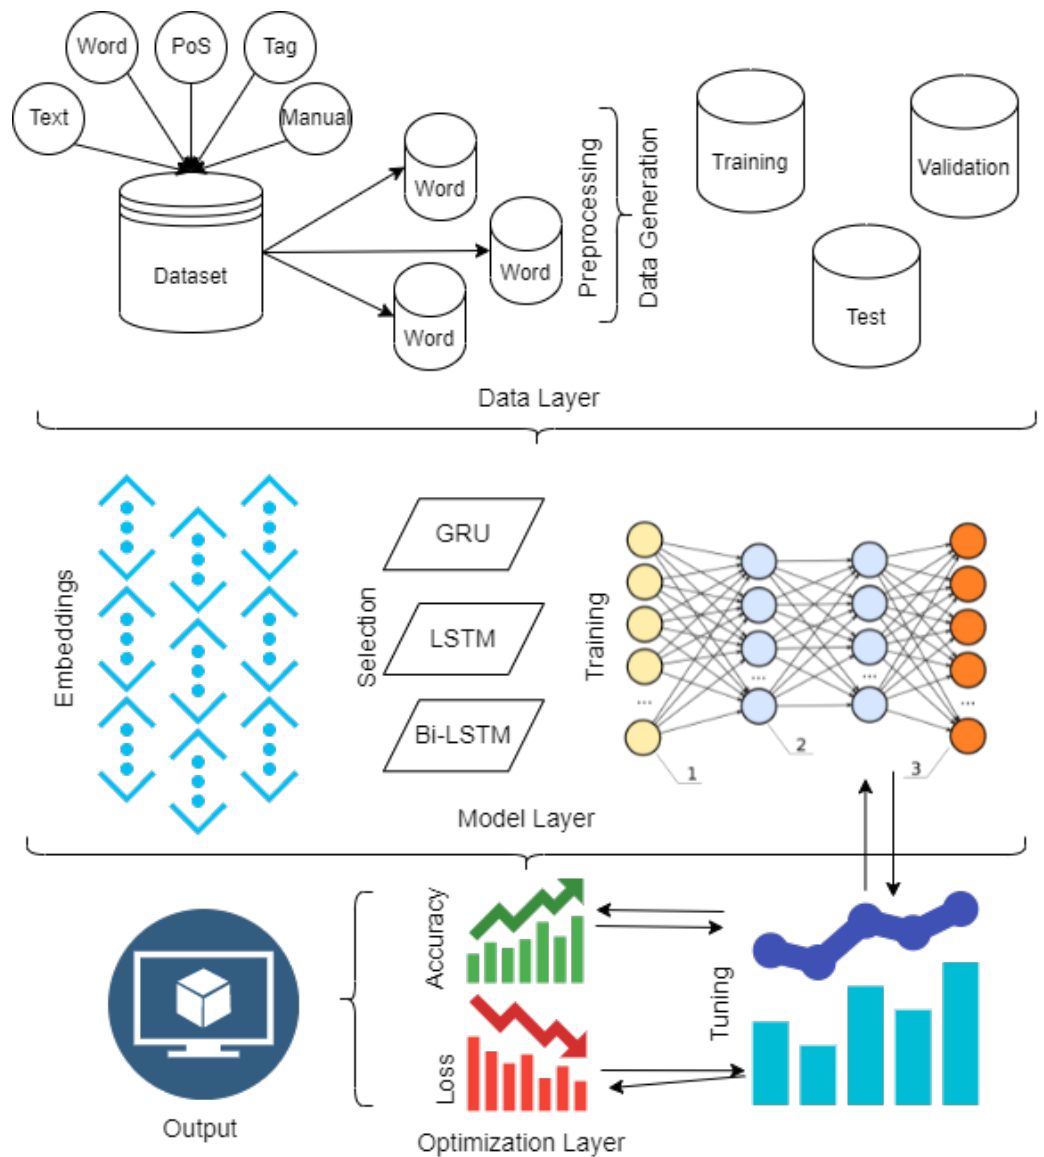 Word
PoS
Tag
Text
Manual
Dataset
Word
Word
Word
Preprocessing
Data Generation
Training
Validation
Test
Data Layer
Embeddings
Selection
GRU
LSTM
Bi-LSTM
Training
...
...
...
...
1
2
3
Model Layer
Accuracy
Loss
Tuning
Output
Optimization Layer